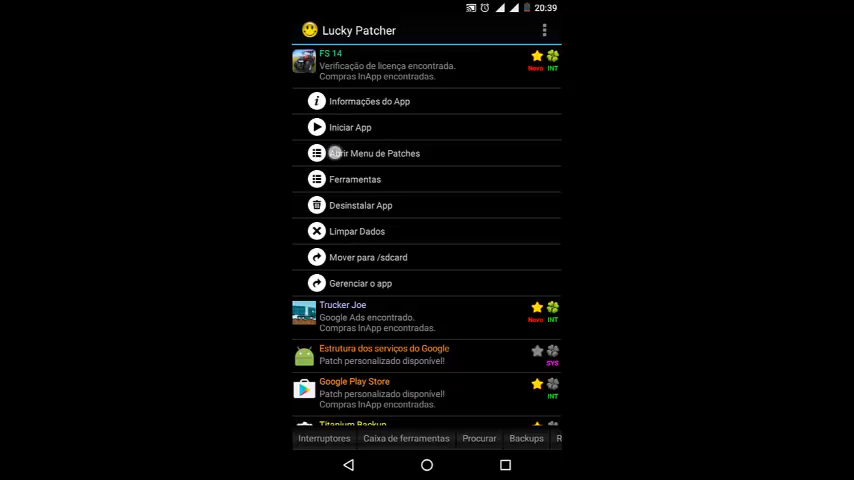 20:39
Lucky Patcher
FS 14
Verificação de licença encontrada.
Compras InApp encontradas.
Novo INT
Informações do App
Iniciar App
Abrir Menu de Patches
Ferramentas
Desinstalar App
Limpar Dados
Mover para /sdcard
Gerenciar o app
Trucker Joe
Google Ads encontrado.
Compras InApp encontradas.
Novo INT
Estrutura dos serviços do Google
Patch personalizado disponível!
SYS
Google Play Store
Patch personalizado disponível!
Compras InApp encontradas.
INT
Titanium Backup
Interruptores Caixa de ferramentas Procurar Backups R